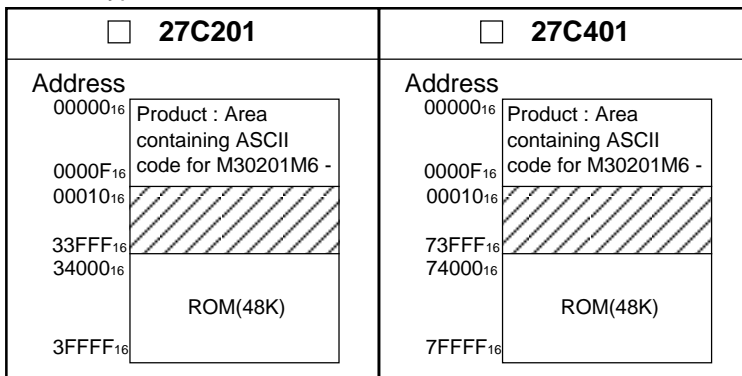 ☐ 27C201
Address
00000₁₆
Product : Area
containing ASCII
code for M30201M6 -
0000F₁₆
00010₁₆
33FFF₁₆
34000₁₆
ROM(48K)
3FFFF₁₆
☐ 27C401
Address
00000₁₆
Product : Area
containing ASCII
code for M30201M6 -
0000F₁₆
00010₁₆
73FFF₁₆
74000₁₆
ROM(48K)
7FFFF₁₆